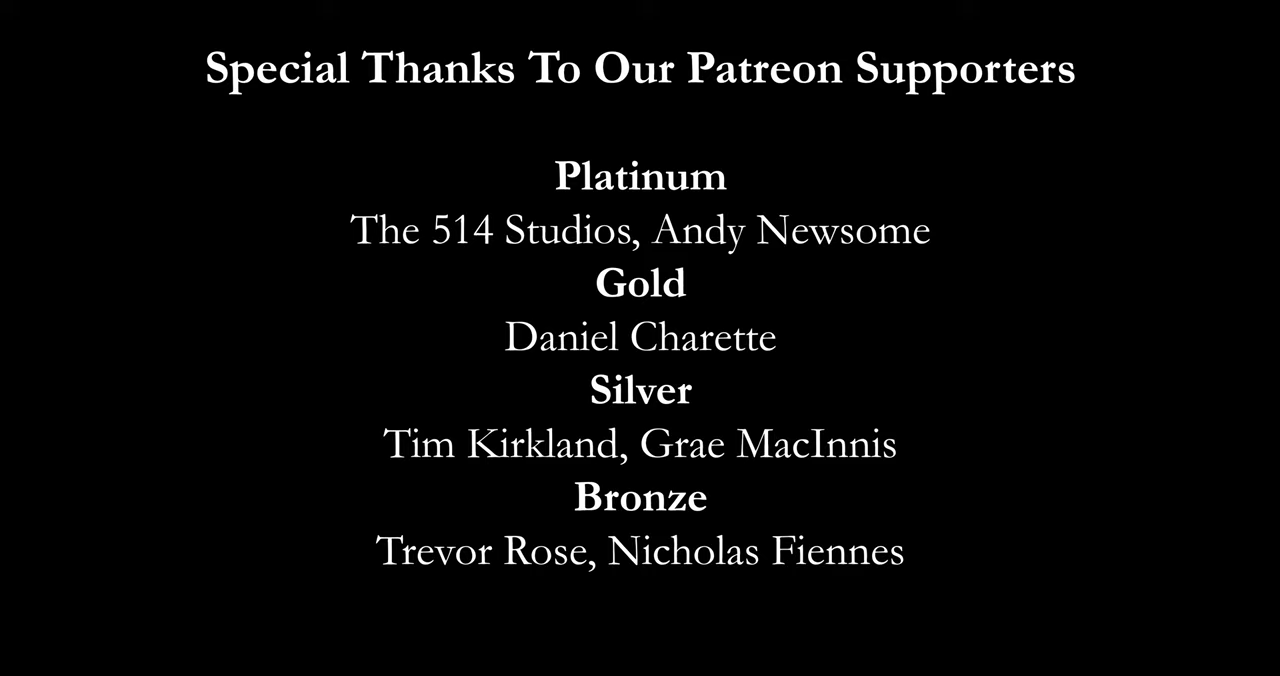 Special Thanks To Our Patreon Supporters
Platinum
The 514 Studios, Andy Newsome
Gold
Daniel Charette
Silver
Tim Kirkland, Grae MacInnis
Bronze
Trevor Rose, Nicholas Fiennes